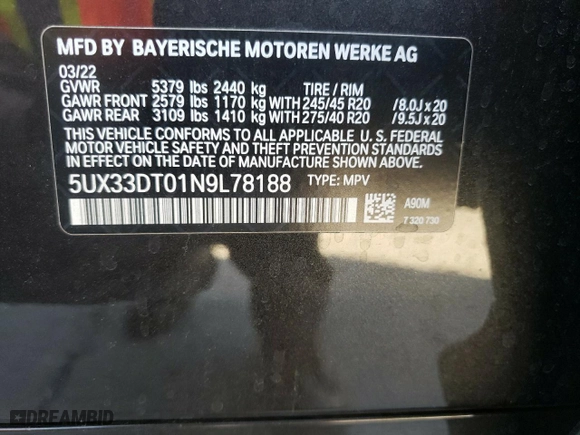 MFD BY BAYERISCHE MOTOREN WERKE AG
03/22
GVWR 5379 lbs 2440 kg TIRE / RIM
GAWR FRONT 2579 lbs 1170 kg WITH 245/45 R20 /8.0J x 20
GAWR REAR 3109 lbs 1410 kg WITH 275/40 R20 /9.5J x 20
THIS VEHICLE CONFORMS TO ALL APPLICABLE U. S. FEDERAL
MOTOR VEHICLE SAFETY AND THEFT PREVENTION STANDARDS
IN EFFECT ON THE DATE OF MANUFACTURE SHOWN ABOVE.
5UX33DT01N9L78188 TYPE: MPV
A90M
7 320 730
DREAMBID